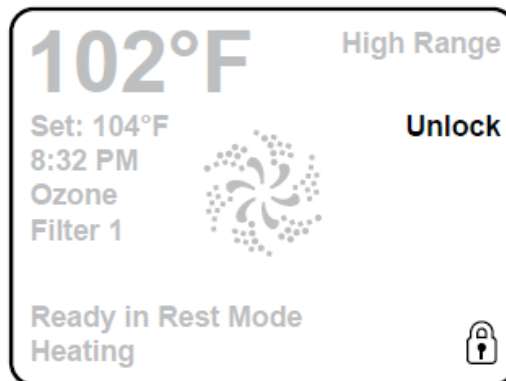 102°F
High Range
Set: 104°F
Unlock
8:32 PM
Ozone
Filter 1
Ready in Rest Mode
Heating